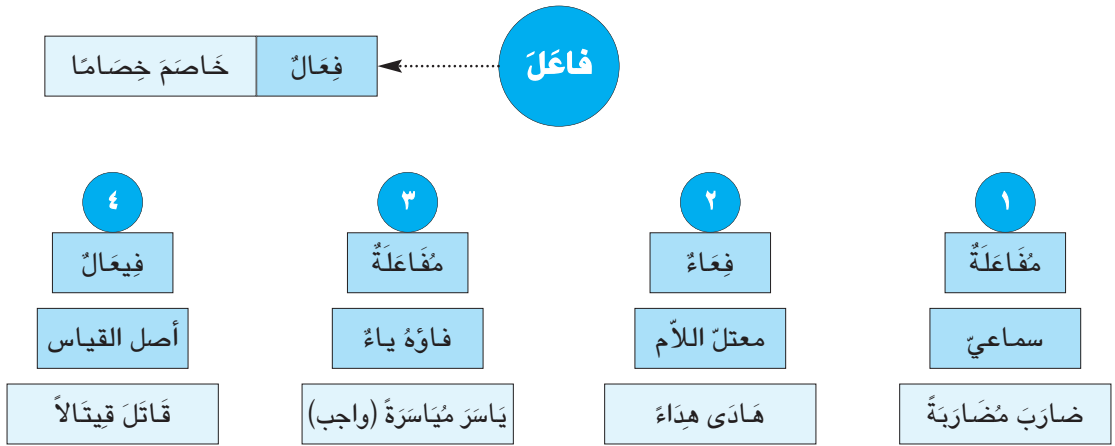 فاعَلَ
فِعَالٌ
خَاصَمَ خِصَامًا
١
مُفَاعَلَةٌ
سماعيّ
ضارَبَ مُضَارَبَةً
٢
فِعَاءٌ
معتلّ اللاّم
هَادَى هِدَاءً
٣
مُفَاعَلَةٌ
فاؤهُ ياءٌ
يَاسَرَ مُيَاسَرَةً (واجب)
٤
فِيعَالٌ
أصل القياس
قَاتَلَ قِيتَالاً